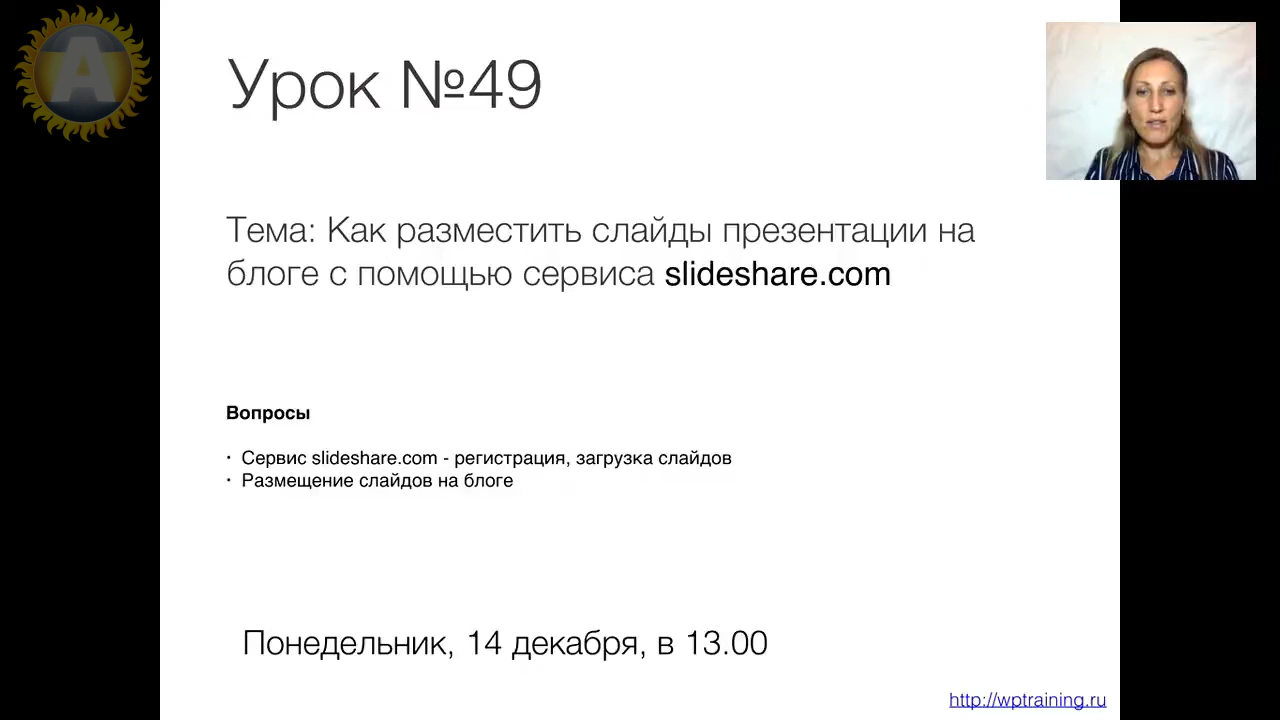 A
Урок №49
Тема: Как разместить слайды презентации на
блоге с помощью сервиса slideshare.com
Вопросы
· Сервис slideshare.com - регистрация, загрузка слайдов
· Размещение слайдов на блоге
Понедельник, 14 декабря, в 13.00
http://wptraining.ru